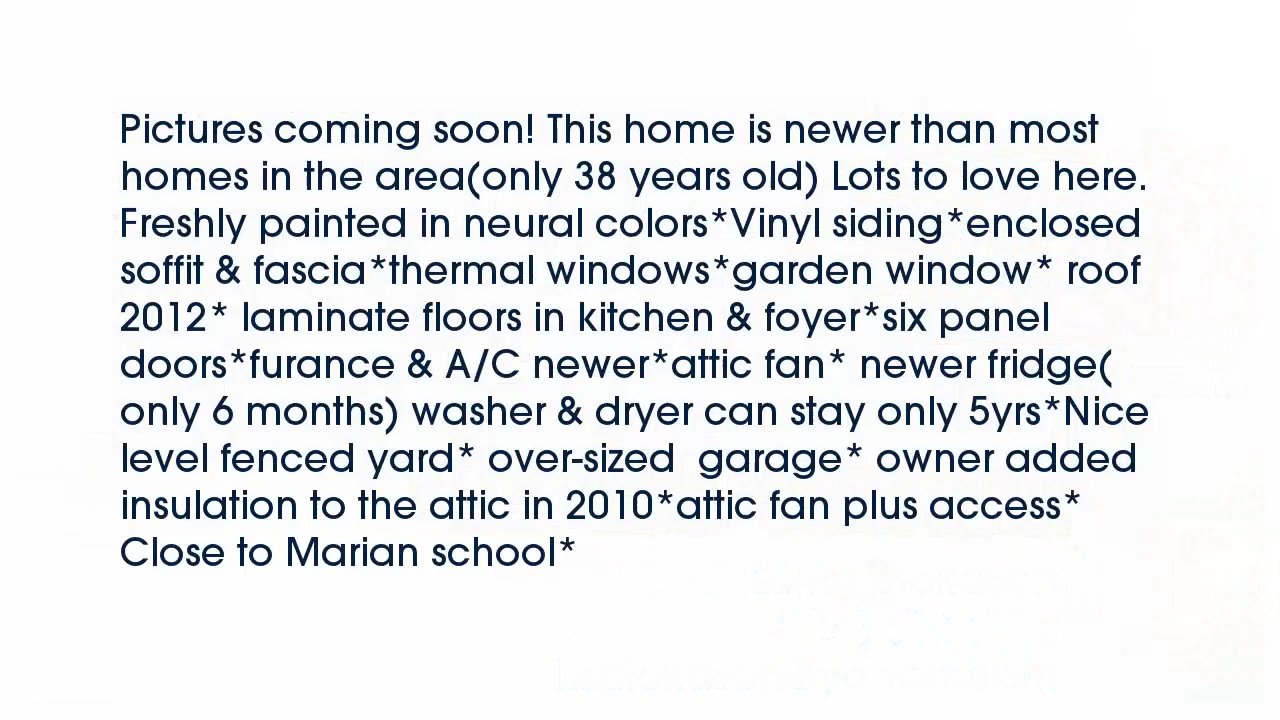 Pictures coming soon! This home is newer than most
homes in the area(only 38 years old) Lots to love here.
Freshly painted in neural colors*Vinyl siding*enclosed
soffit & fascia*thermal windows*garden window* roof
2012* laminate floors in kitchen & foyer*six panel
doors*furance & A/C newer*attic fan* newer fridge(
only 6 months) washer & dryer can stay only 5yrs*Nice
level fenced yard* over-sized  garage* owner added
insulation to the attic in 2010*attic fan plus access*
Close to Marian school*